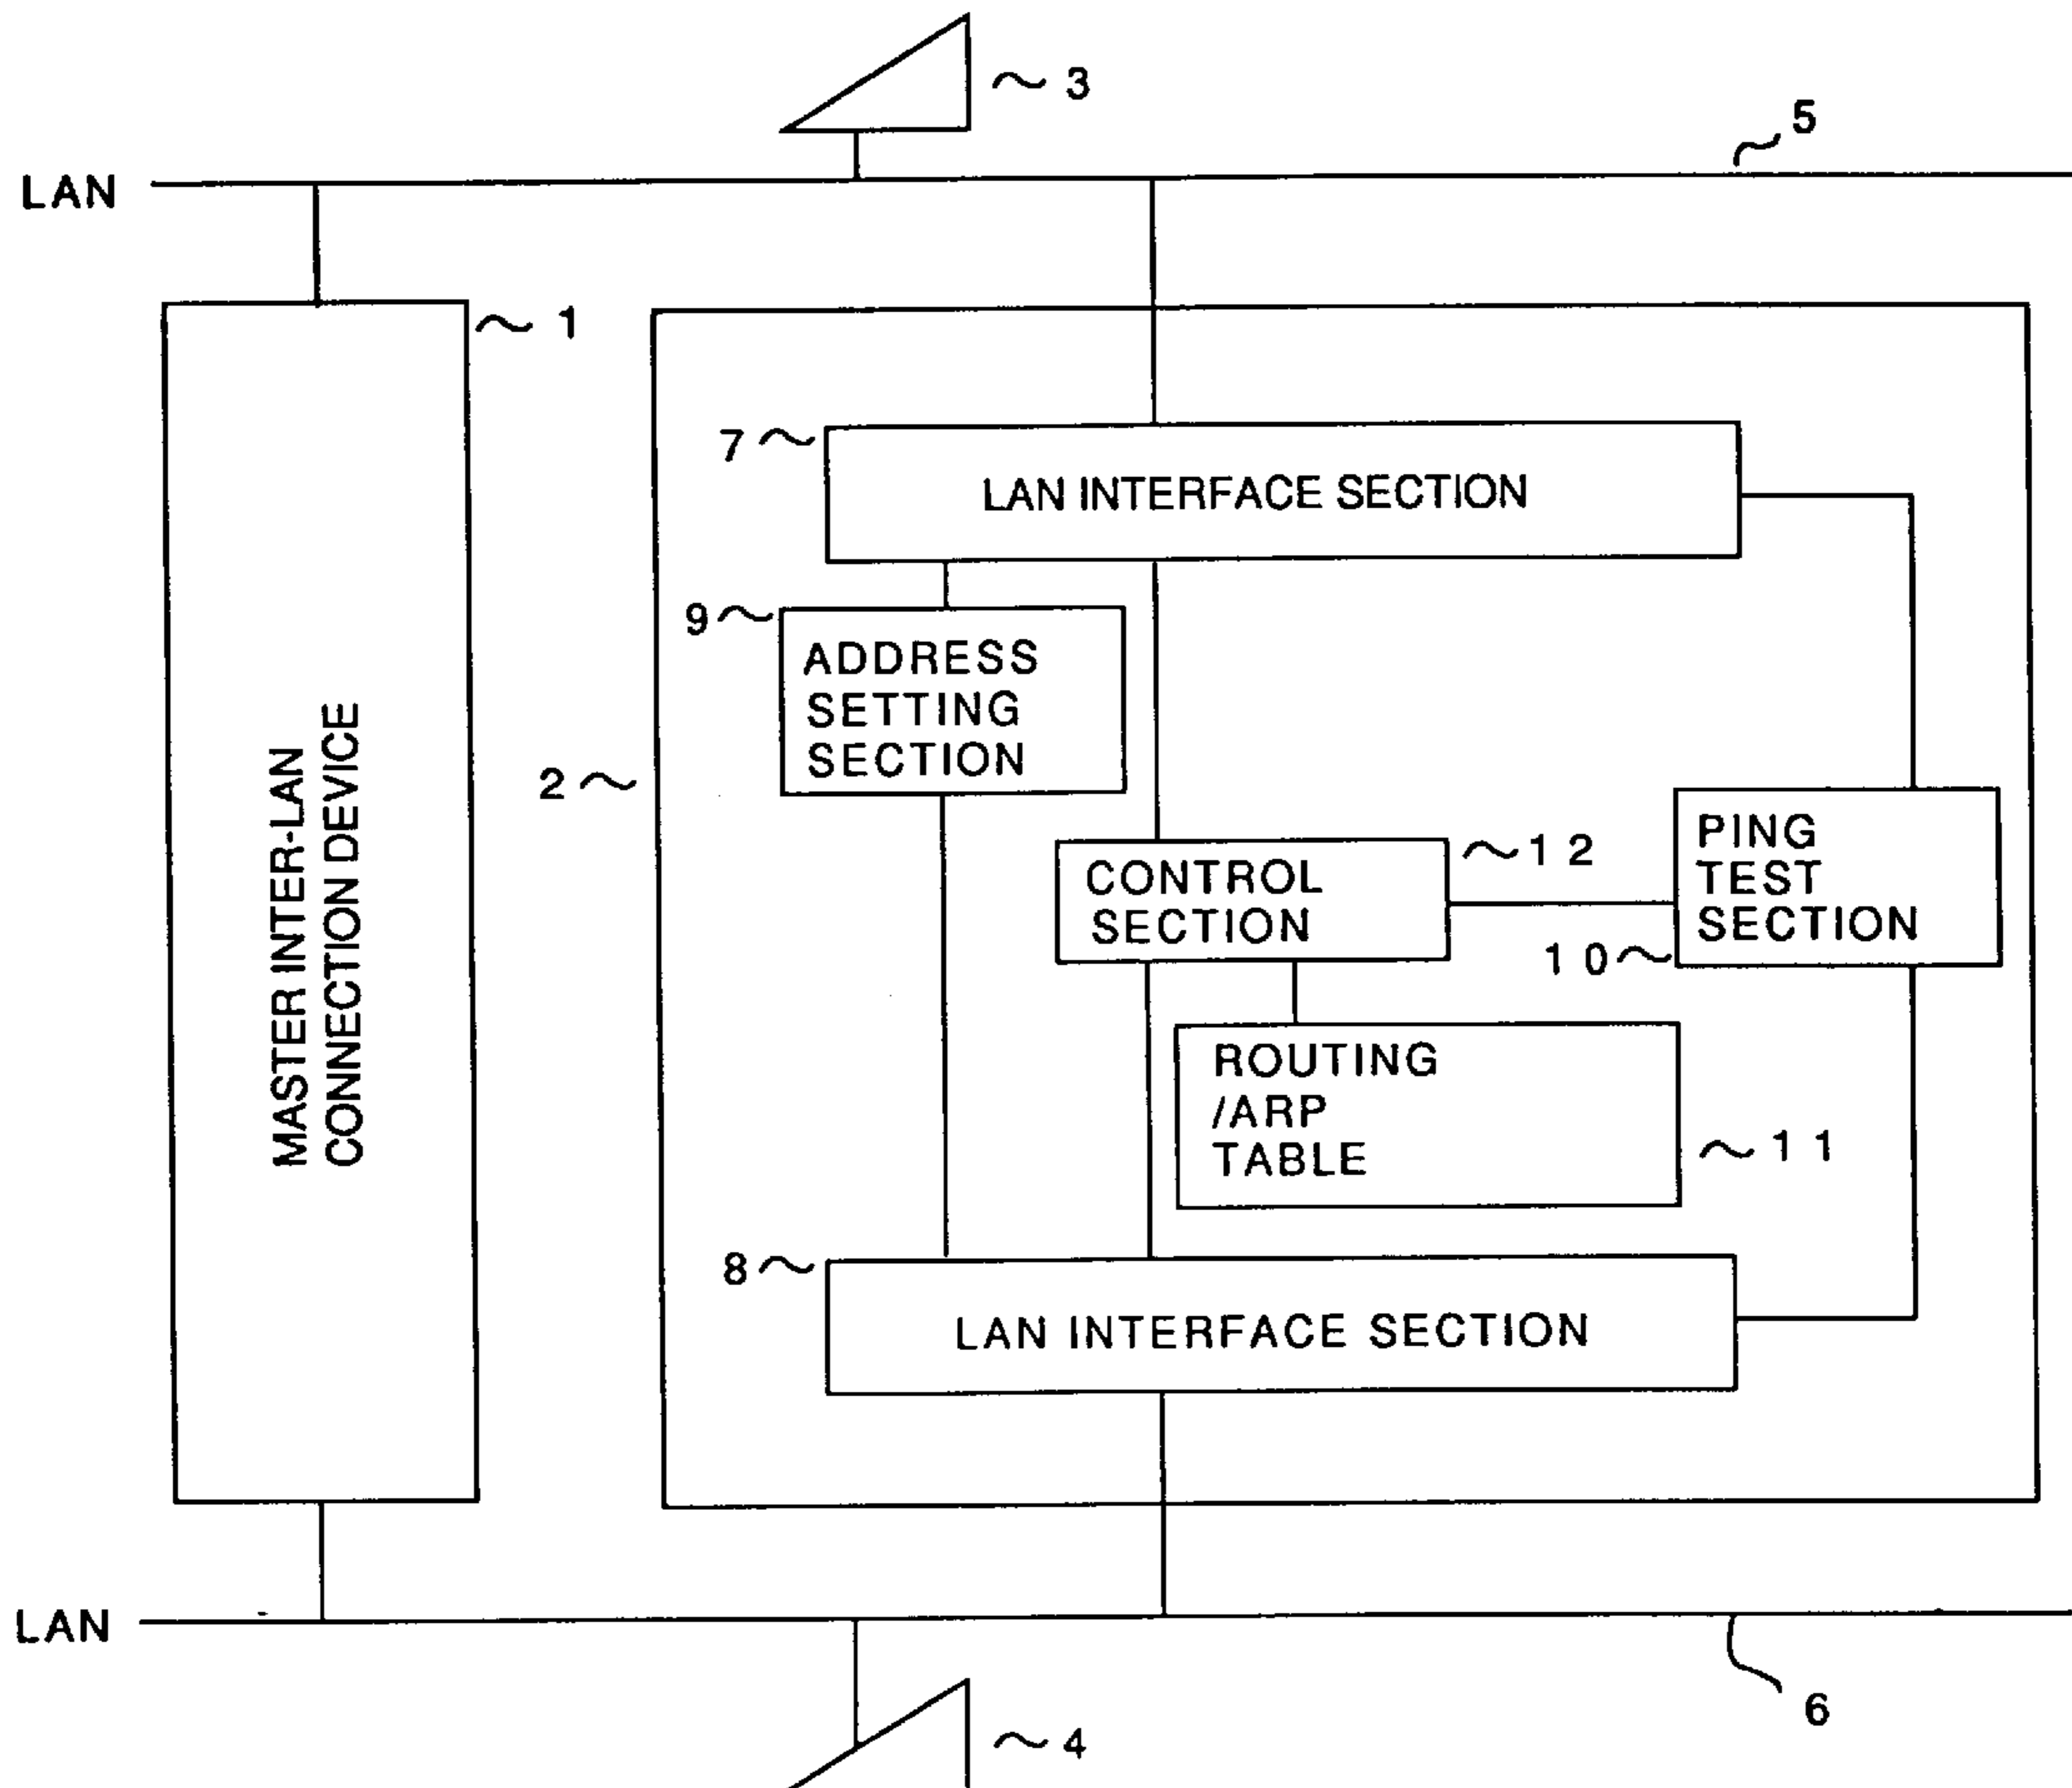 3
5
LAN
1
7
LAN INTERFACE SECTION
9
ADDRESS
SETTING
SECTION
2
MASTER INTER-LAN
CONNECTION DEVICE
12
CONTROL
SECTION
PING
TEST
SECTION
10
ROUTING
/ARP
TABLE
11
8
LAN INTERFACE SECTION
LAN
6
4